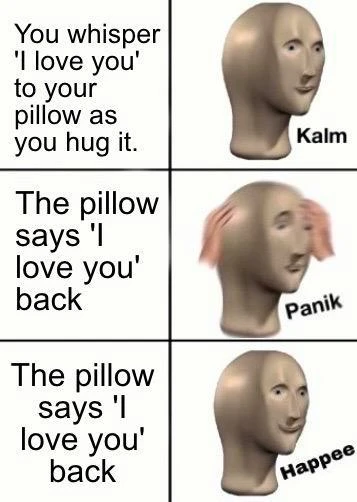 You whisper
'I love you'
to your
pillow as
you hug it.
Kalm
The pillow
says 'I
love you'
back
Panik
The pillow
says 'I
love you'
back
Happee